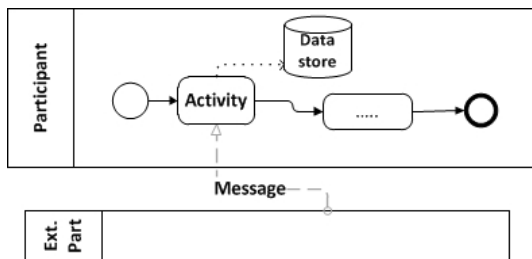 Participant
Data
store
Activity
.....
Message
Ext.
Part